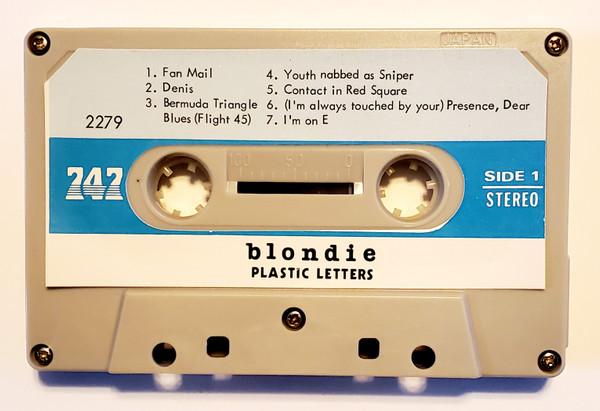 JAPAN
1. Fan Mail
2. Denis
3. Bermuda Triangle
Blues (Flight 45)
4. Youth nabbed as Sniper
5. Contact in Red Square
6. (I'm always touched by your) Presence, Dear
7. I'm on E
2279
747
100 50 0
SIDE 1
STEREO
blondie
PLASTIC LETTERS